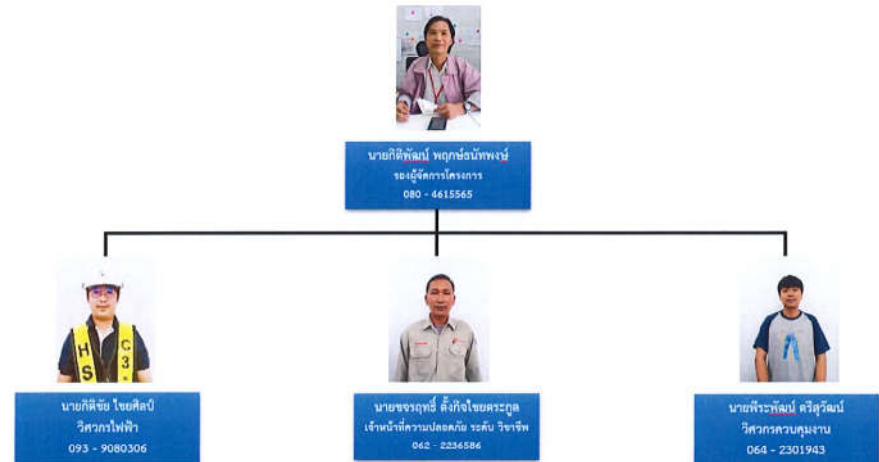 นายกิติพัฒน์ พฤกษ์ธนัทพงษ์
รองผู้จัดการโครงการ
080 - 4615565
H
S
C
3
นายกิติชัย ไชยศิลป์
วิศวกรไฟฟ้า
093 - 9080306
นายขจรฤทธิ์ ตั้งกิจไชยตระกูล
เจ้าหน้าที่ความปลอดภัย ระดับ วิชาชีพ
062 - 2236586
นายพีระพัฒน์ ตรีสุวัฒน์
วิศวกรควบคุมงาน
064 - 2301943